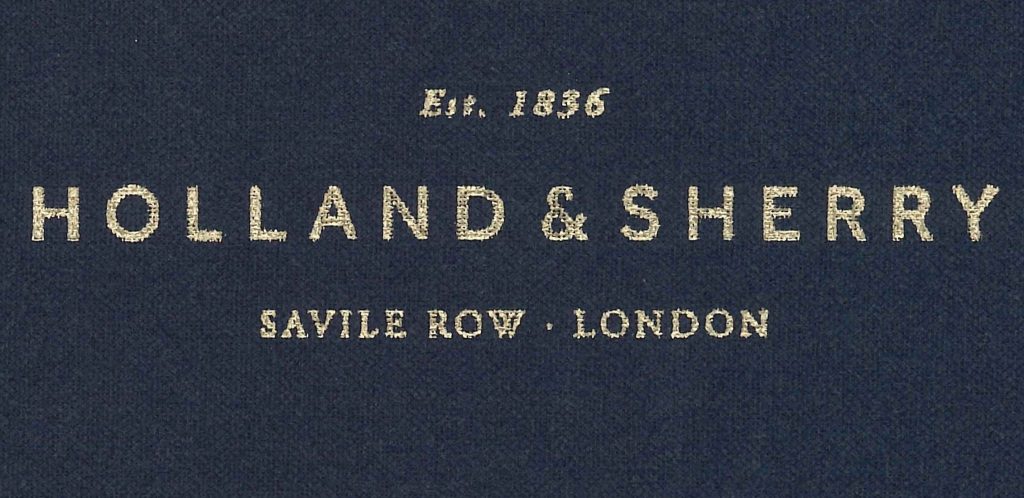 Est. 1836
HOLLAND & SHERRY
SAVILE ROW · LONDON